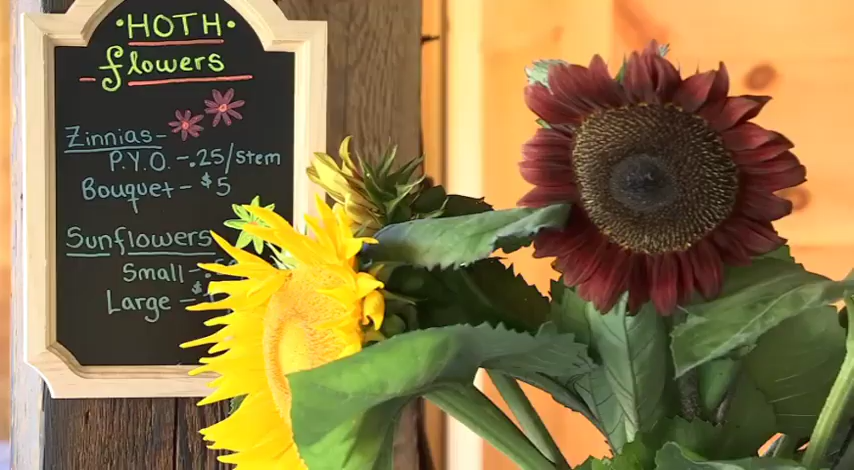 •HOTH•
flowers
Zinnias-
P.Y.O. -.25/stem
Bouquet- $5
Sunflowers
Small-
Large -